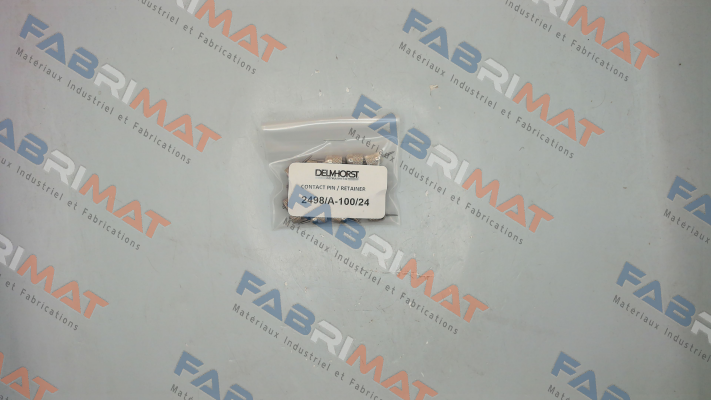 DELMHORST
CONTACT PIN / RETAINER
2498/A-100/24
FABRIMAT
Materiaux Industriel et Fabrications